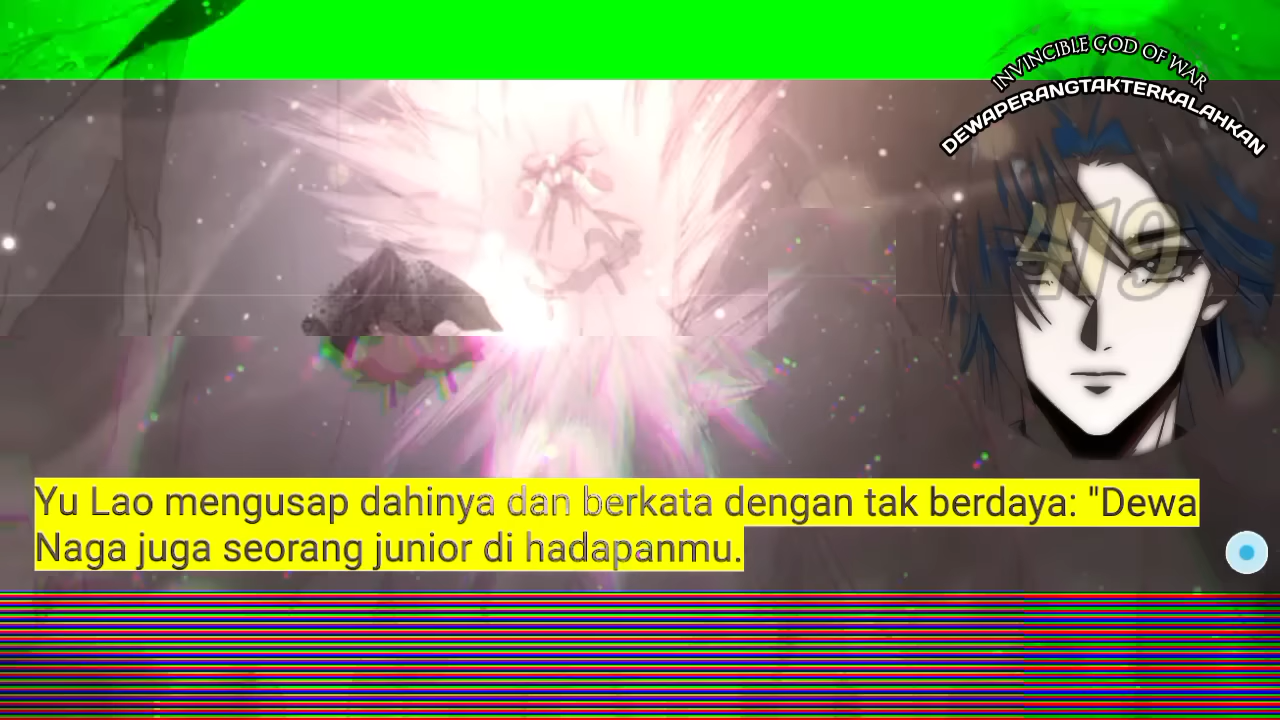 INVINCIBLE GOD OF WAR
DEWAPERANGTAKTERKALAHKAN
419
Yu Lao mengusap dahinya dan berkata dengan tak berdaya: "Dewa
Naga juga seorang junior di hadapanmu.